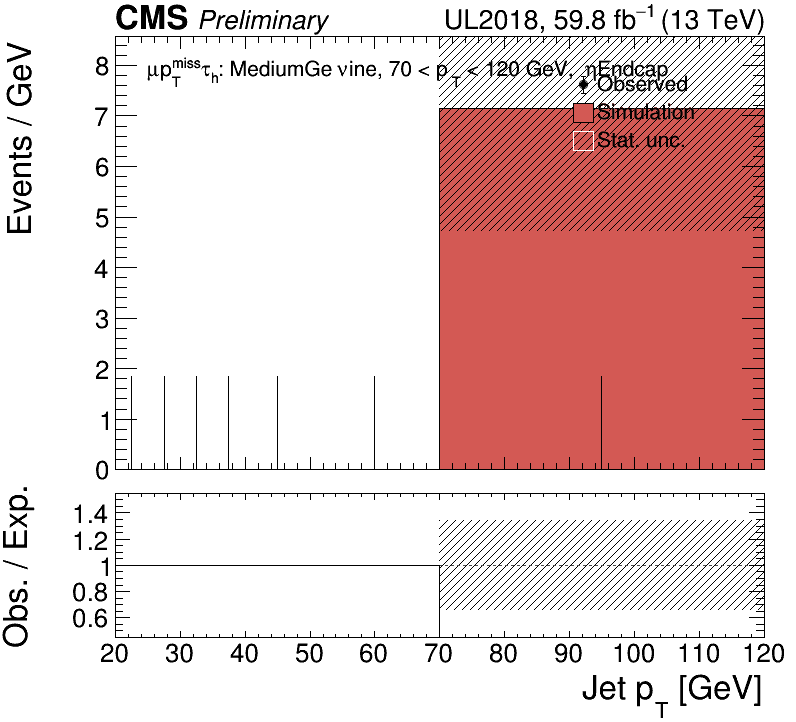 CMS Preliminary UL2018, 59.8 fb⁻¹ (13 TeV)
Events / GeV
μp_T^miss τ_h: MediumGe νine, 70 < p_T < 120 GeV, ηEndcap
Observed
Simulation
Stat. unc.
8
7
6
5
4
3
2
1
0
Obs. / Exp.
1.4
1.2
1
0.8
0.6
20 30 40 50 60 70 80 90 100 110 120
Jet p_T [GeV]